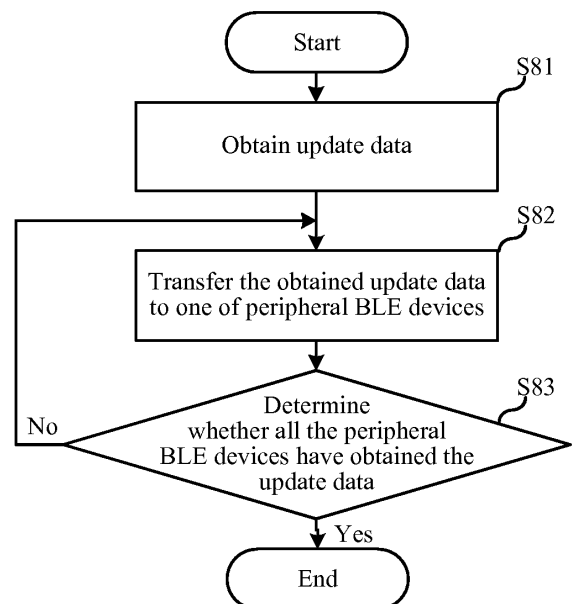 Start
S81
Obtain update data
S82
Transfer the obtained update data
to one of peripheral BLE devices
S83
Determine
whether all the peripheral
BLE devices have obtained the
update data
No
Yes
End